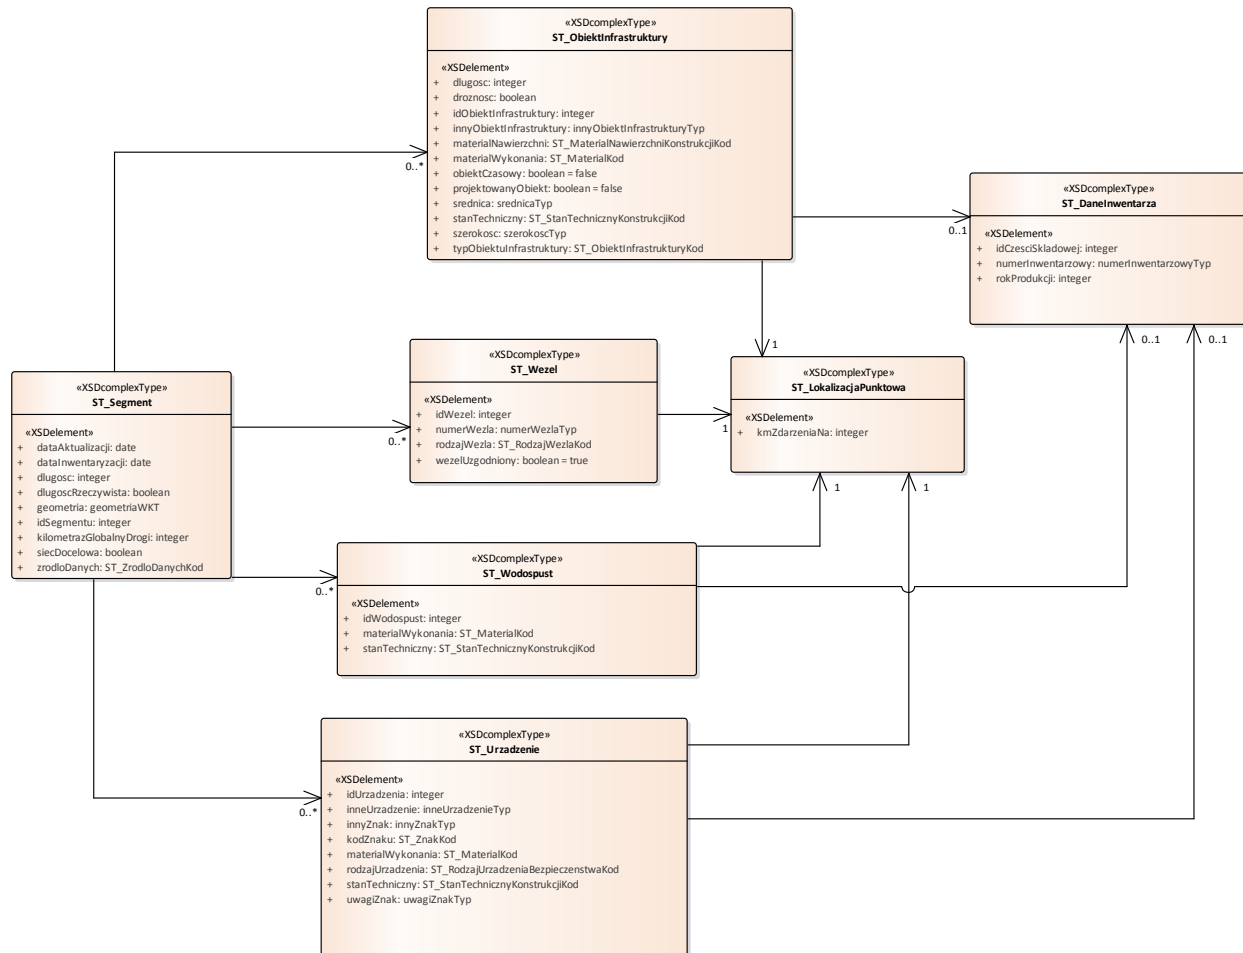 «XSDcomplexType»
ST_ObiektInfrastruktury
«XSDelement»
+ dlugosc: integer
+ droznosc: boolean
+ idObiektInfrastruktury: integer
+ innyObiektInfrastruktury: innyObiektInfrastrukturyTyp
+ materialNawierzchni: ST_MaterialNawierzchniKonstrukcjiKod
+ materialWykonania: ST_MaterialKod
+ obiektCzasowy: boolean = false
+ projektowanyObiekt: boolean = false
+ srednica: srednicaTyp
+ stanTechniczny: ST_StanTechnicznyKonstrukcjiKod
+ szerokosc: szerokoscTyp
+ typObiektuInfrastruktury: ST_ObiektInfrastrukturyKod
0..*
«XSDcomplexType»
ST_DaneInwentarza
«XSDelement»
+ idCzesciSkladowej: integer
+ numerInwentarzowy: numerInwentarzowyTyp
+ rokProdukcji: integer
0..1
0..1
0..1
«XSDcomplexType»
ST_Wezel
«XSDelement»
+ idWezel: integer
+ numerWezla: numerWezlaTyp
+ rodzajWezla: ST_RodzajWezlaKod
+ wezelUzgodniony: boolean = true
0..*
1
«XSDcomplexType»
ST_LokalizacjaPunktowa
«XSDelement»
+ kmZdarzeniaNa: integer
1
1
1
«XSDcomplexType»
ST_Segment
«XSDelement»
+ dataAktualizacji: date
+ dataInwentaryzacji: date
+ dlugosc: integer
+ dlugoscRzeczywista: boolean
+ geometria: geometriaWKT
+ idSegmentu: integer
+ kilometrazGlobalnyDrogi: integer
+ siecDocelowa: boolean
+ zrodloDanych: ST_ZrodloDanychKod
0..*
«XSDcomplexType»
ST_Wodospust
«XSDelement»
+ idWodospust: integer
+ materialWykonania: ST_MaterialKod
+ stanTechniczny: ST_StanTechnicznyKonstrukcjiKod
0..*
«XSDcomplexType»
ST_Urzadzenie
«XSDelement»
+ idUrzadzenia: integer
+ inneUrzadzenie: inneUrzadzenieTyp
+ innyZnak: innyZnakTyp
+ kodZnaku: ST_ZnakKod
+ materialWykonania: ST_MaterialKod
+ rodzajUrzadzenia: ST_RodzajUrzadzeniaBezpieczenstwaKod
+ stanTechniczny: ST_StanTechnicznyKonstrukcjiKod
+ uwagiZnak: uwagiZnakTyp